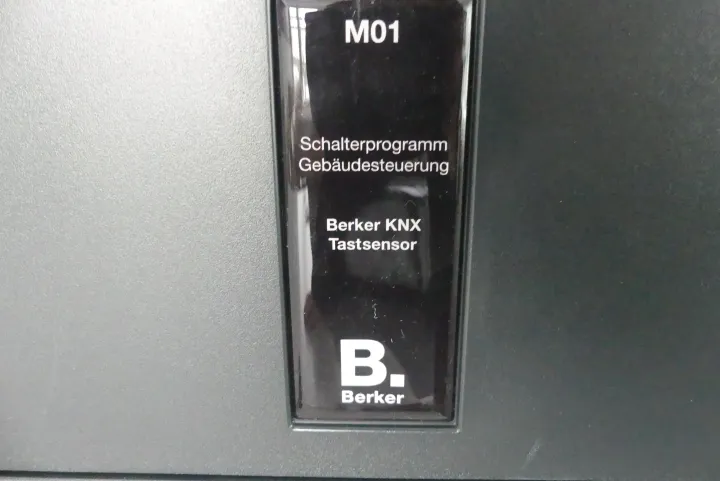 M01
Schalterprogramm
Gebäudesteuerung
Berker KNX
Tastsensor
B.
Berker